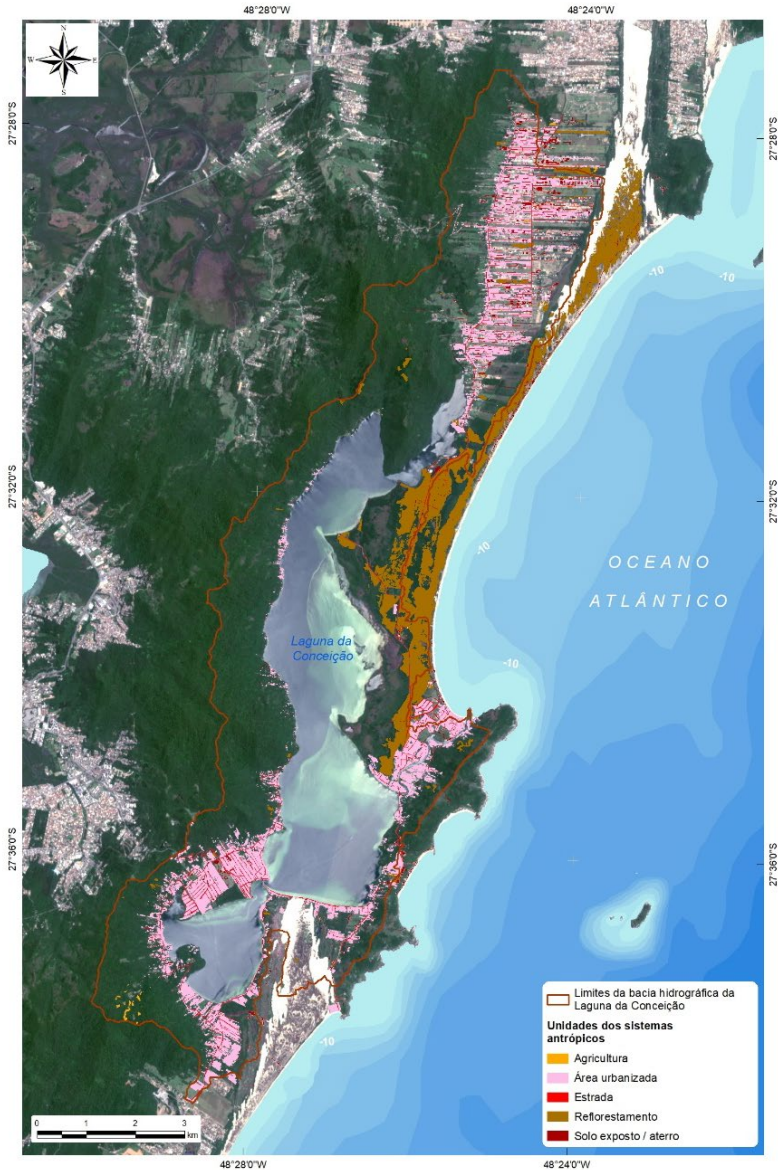 48°28'0"W
48°24'0"W
N
W
E
S
27°28'0"S
27°28'0"S
-10
-10
27°32'0"S
27°32'0"S
-10
OCEANO
ATLÂNTICO
Laguna da
Conceição
-10
27°36'0"S
27°36'0"S
-10
Limites da bacia hidrográfica da
Laguna da Conceição
Unidades dos sistemas
antrópicos
Agricultura
Área urbanizada
Estrada
Reflorestamento
Solo exposto / aterro
0 1 2 3
km
48°28'0"W
48°24'0"W